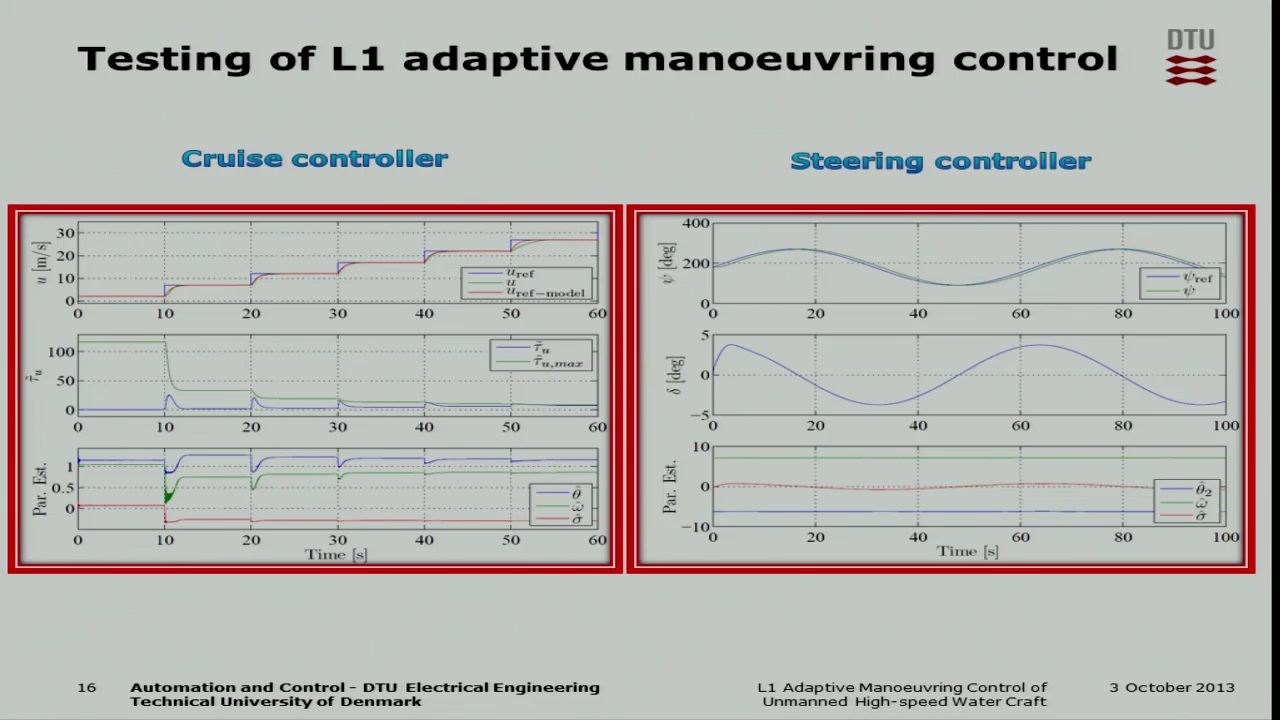 Testing of L1 adaptive manoeuvring control
DTU
Cruise controller
Steering controller
30
20
10
0
u [m/s]
u_ref
u
u_ref−model
0 10 20 30 40 50 60
100
50
0
τ̃_u
τ̃_u
τ̃_u,max
0 10 20 30 40 50 60
1
0.5
0
Par. Est.
θ̂
ω̂
σ̂
0 10 20 30 40 50 60
Time [s]
400
200
0
ψ [deg]
ψ_ref
ψ
0 20 40 60 80 100
5
0
−5
δ [deg]
0 20 40 60 80 100
10
0
−10
Par. Est.
θ̂_2
ω̂
σ̂
0 20 40 60 80 100
Time [s]
16
Automation and Control - DTU Electrical Engineering
Technical University of Denmark
L1 Adaptive Manoeuvring Control of
Unmanned High-speed Water Craft
3 October 2013